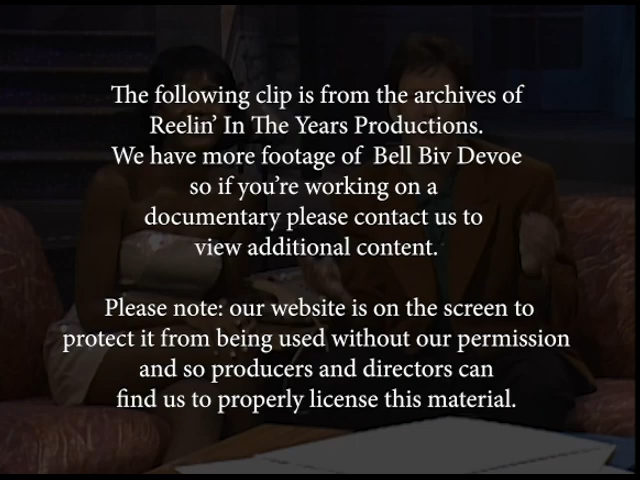 The following clip is from the archives of
Reelin’ In The Years Productions.
We have more footage of  Bell Biv Devoe
so if you’re working on a
documentary please contact us to
view additional content.
Please note: our website is on the screen to
protect it from being used without our permission
and so producers and directors can
find us to properly license this material.